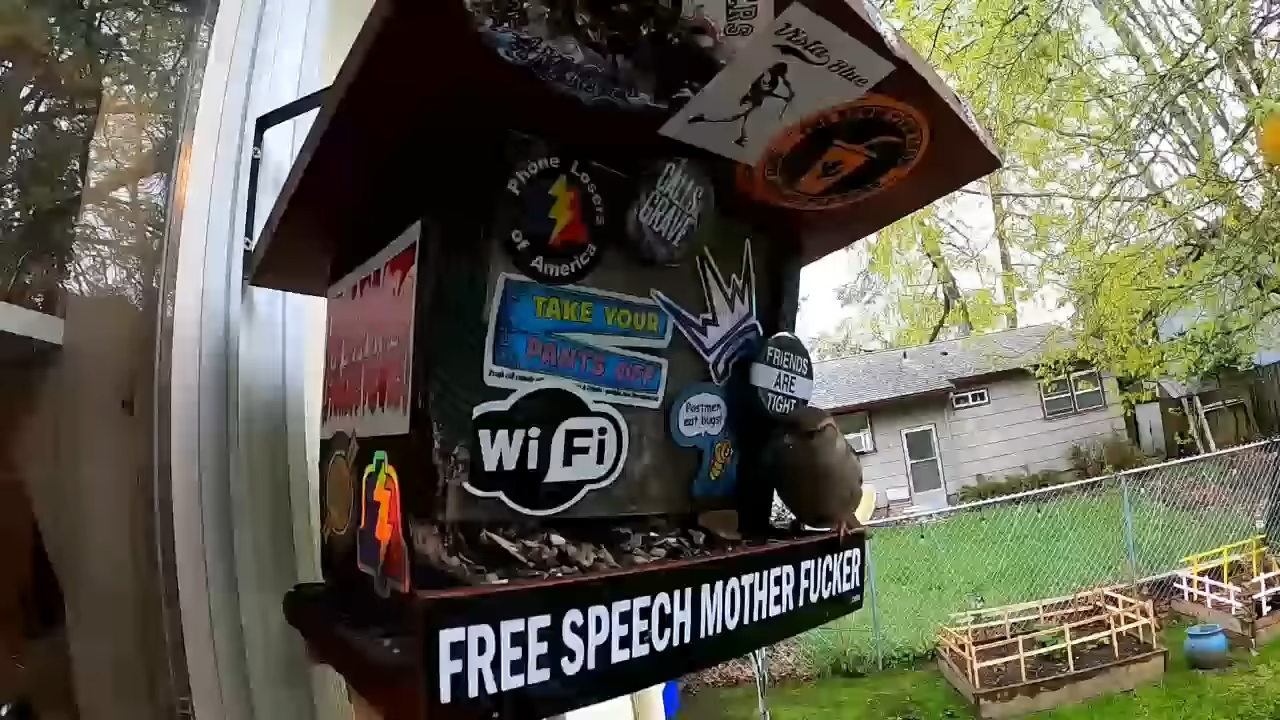 ERS
Vista Blue
Phone Losers
of America
CALLS
GRAVE
TAKE YOUR
PANTS OFF
FRIENDS
ARE
TIGHT
Postmen
eat bugs!
WiFi
FREE SPEECH MOTHER FUCKER